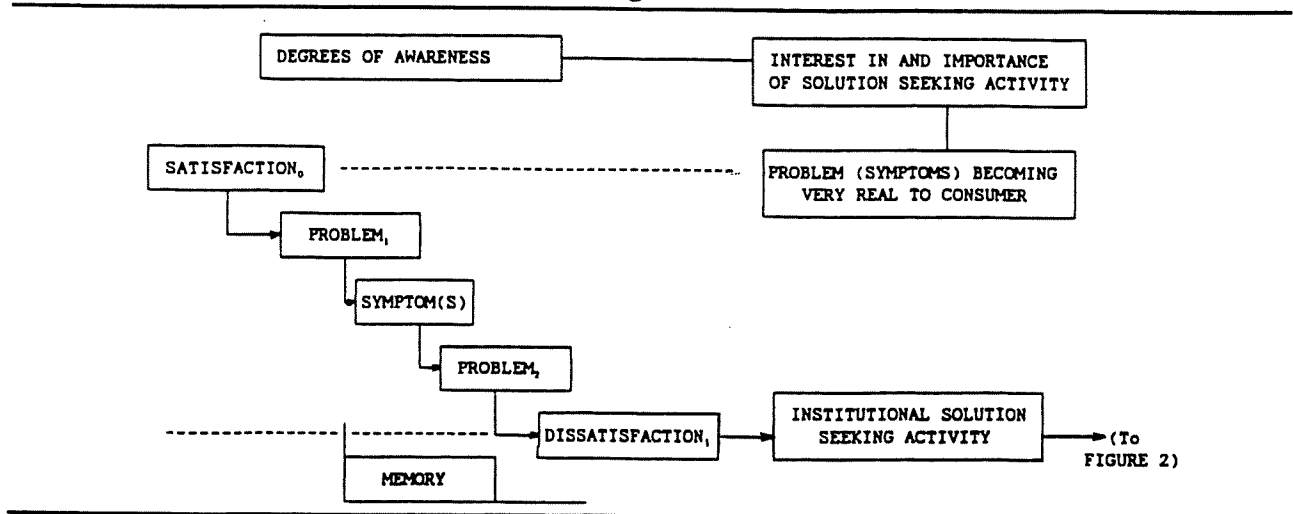 DEGREES OF AWARENESS
INTEREST IN AND IMPORTANCE
OF SOLUTION SEEKING ACTIVITY
SATISFACTION₀
PROBLEM (SYMPTOMS) BECOMING
VERY REAL TO CONSUMER
PROBLEM₁
SYMPTOM(S)
PROBLEM₂
DISSATISFACTION₁
INSTITUTIONAL SOLUTION
SEEKING ACTIVITY
(To
FIGURE 2)
MEMORY